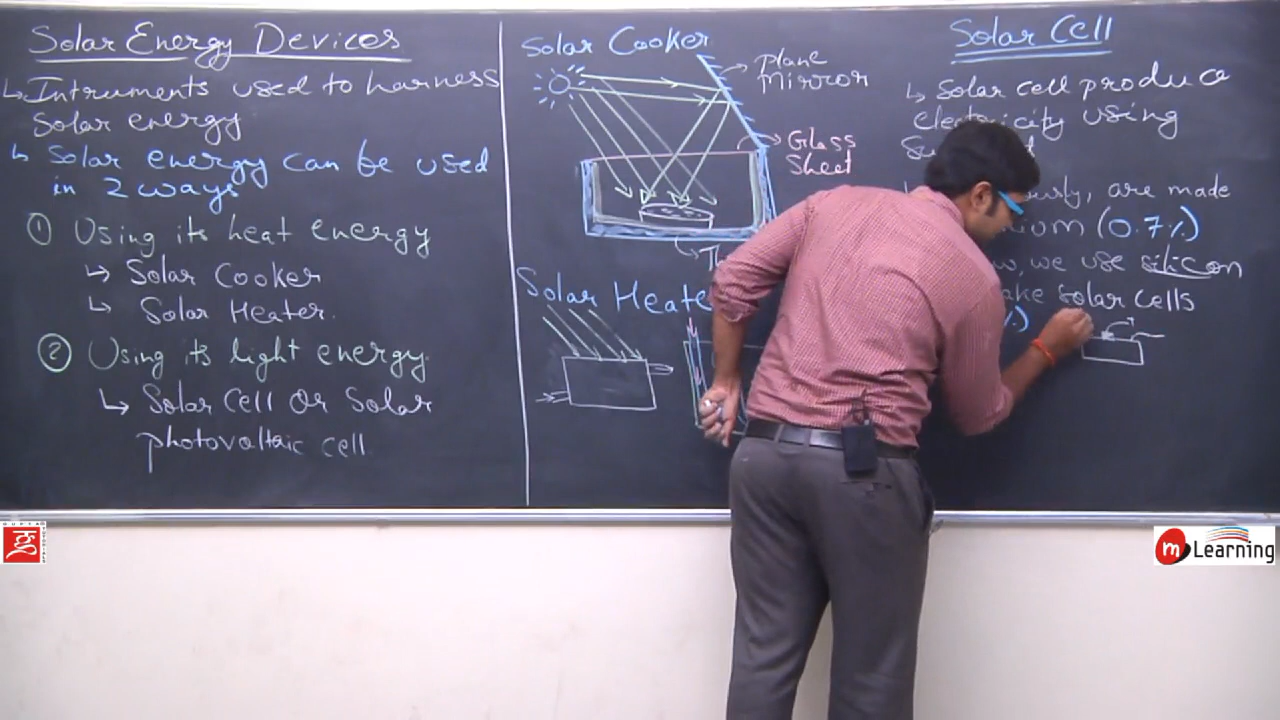 Solar Energy Devices
↳ Intruments used to harness
Solar energy
↳ Solar energy can be used
in 2 ways
① Using its heat energy
↳ Solar Cooker
↳ Solar Heater.
② Using its light energy.
↳ Solar Cell or Solar
photovoltaic cell
Solar Cooker
plane
Mirror
Glass
Sheet
Solar Heate
Solar Cell
↳ Solar cell produce
electricity using
are made
(0.7%)
we use silicon
solar cells
GUPTA TUTORIALS
m Learning